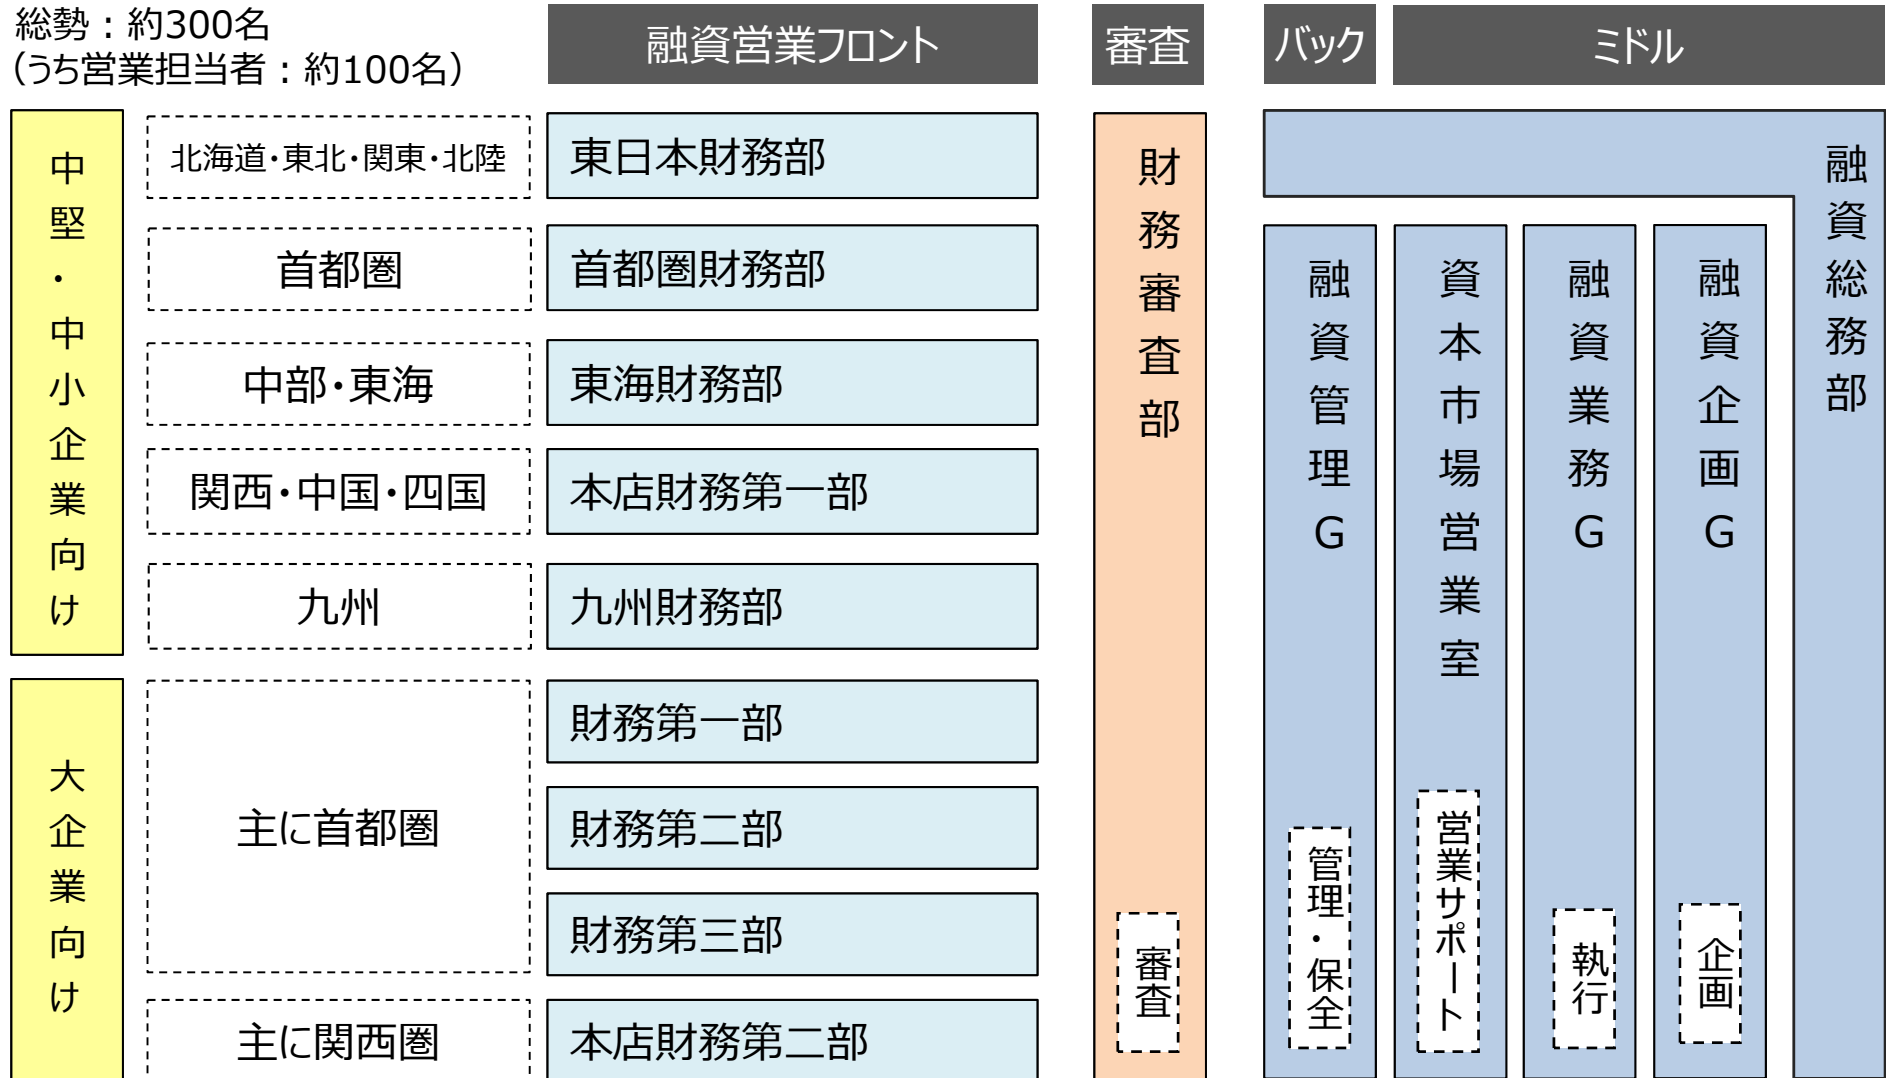 総勢：約300名
（うち営業担当者：約100名）
融資営業フロント
審査
バック
ミドル
中堅・中小企業向け
北海道・東北・関東・北陸
東日本財務部
首都圏
首都圏財務部
中部・東海
東海財務部
関西・中国・四国
本店財務第一部
九州
九州財務部
大企業向け
主に首都圏
財務第一部
財務第二部
財務第三部
主に関西圏
本店財務第二部
財務審査部
審査
融資管理G
管理・保全
資本市場営業室
営業サポート
融資業務G
執行
融資企画G
企画
融資総務部